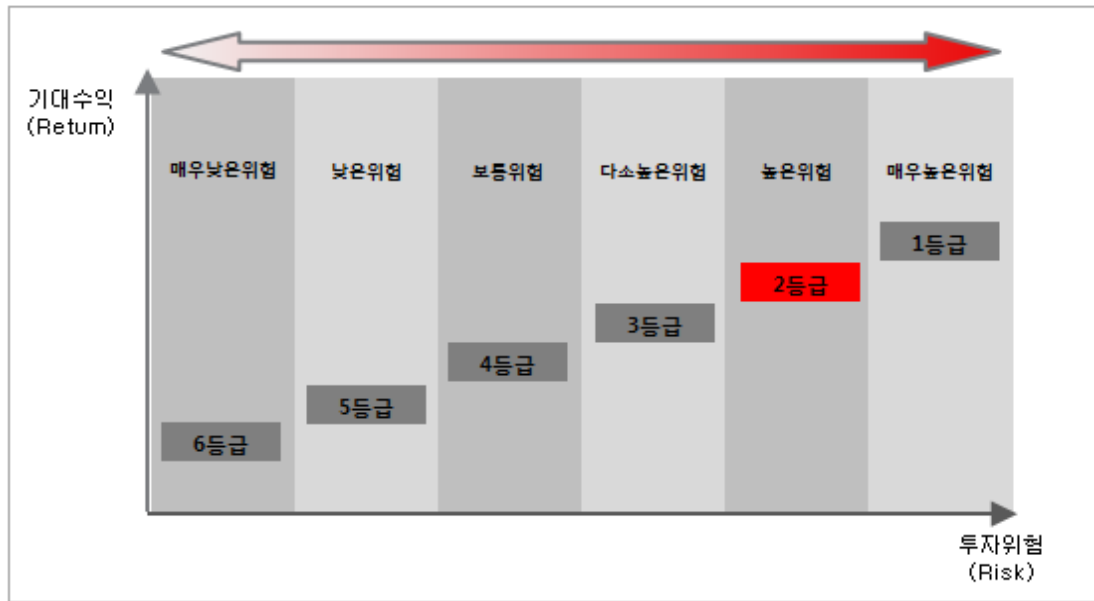 기대수익
(Return)
매우낮은위험
낮은위험
보통위험
다소높은위험
높은위험
매우높은위험
1등급
2등급
3등급
4등급
5등급
6등급
투자위험
(Risk)